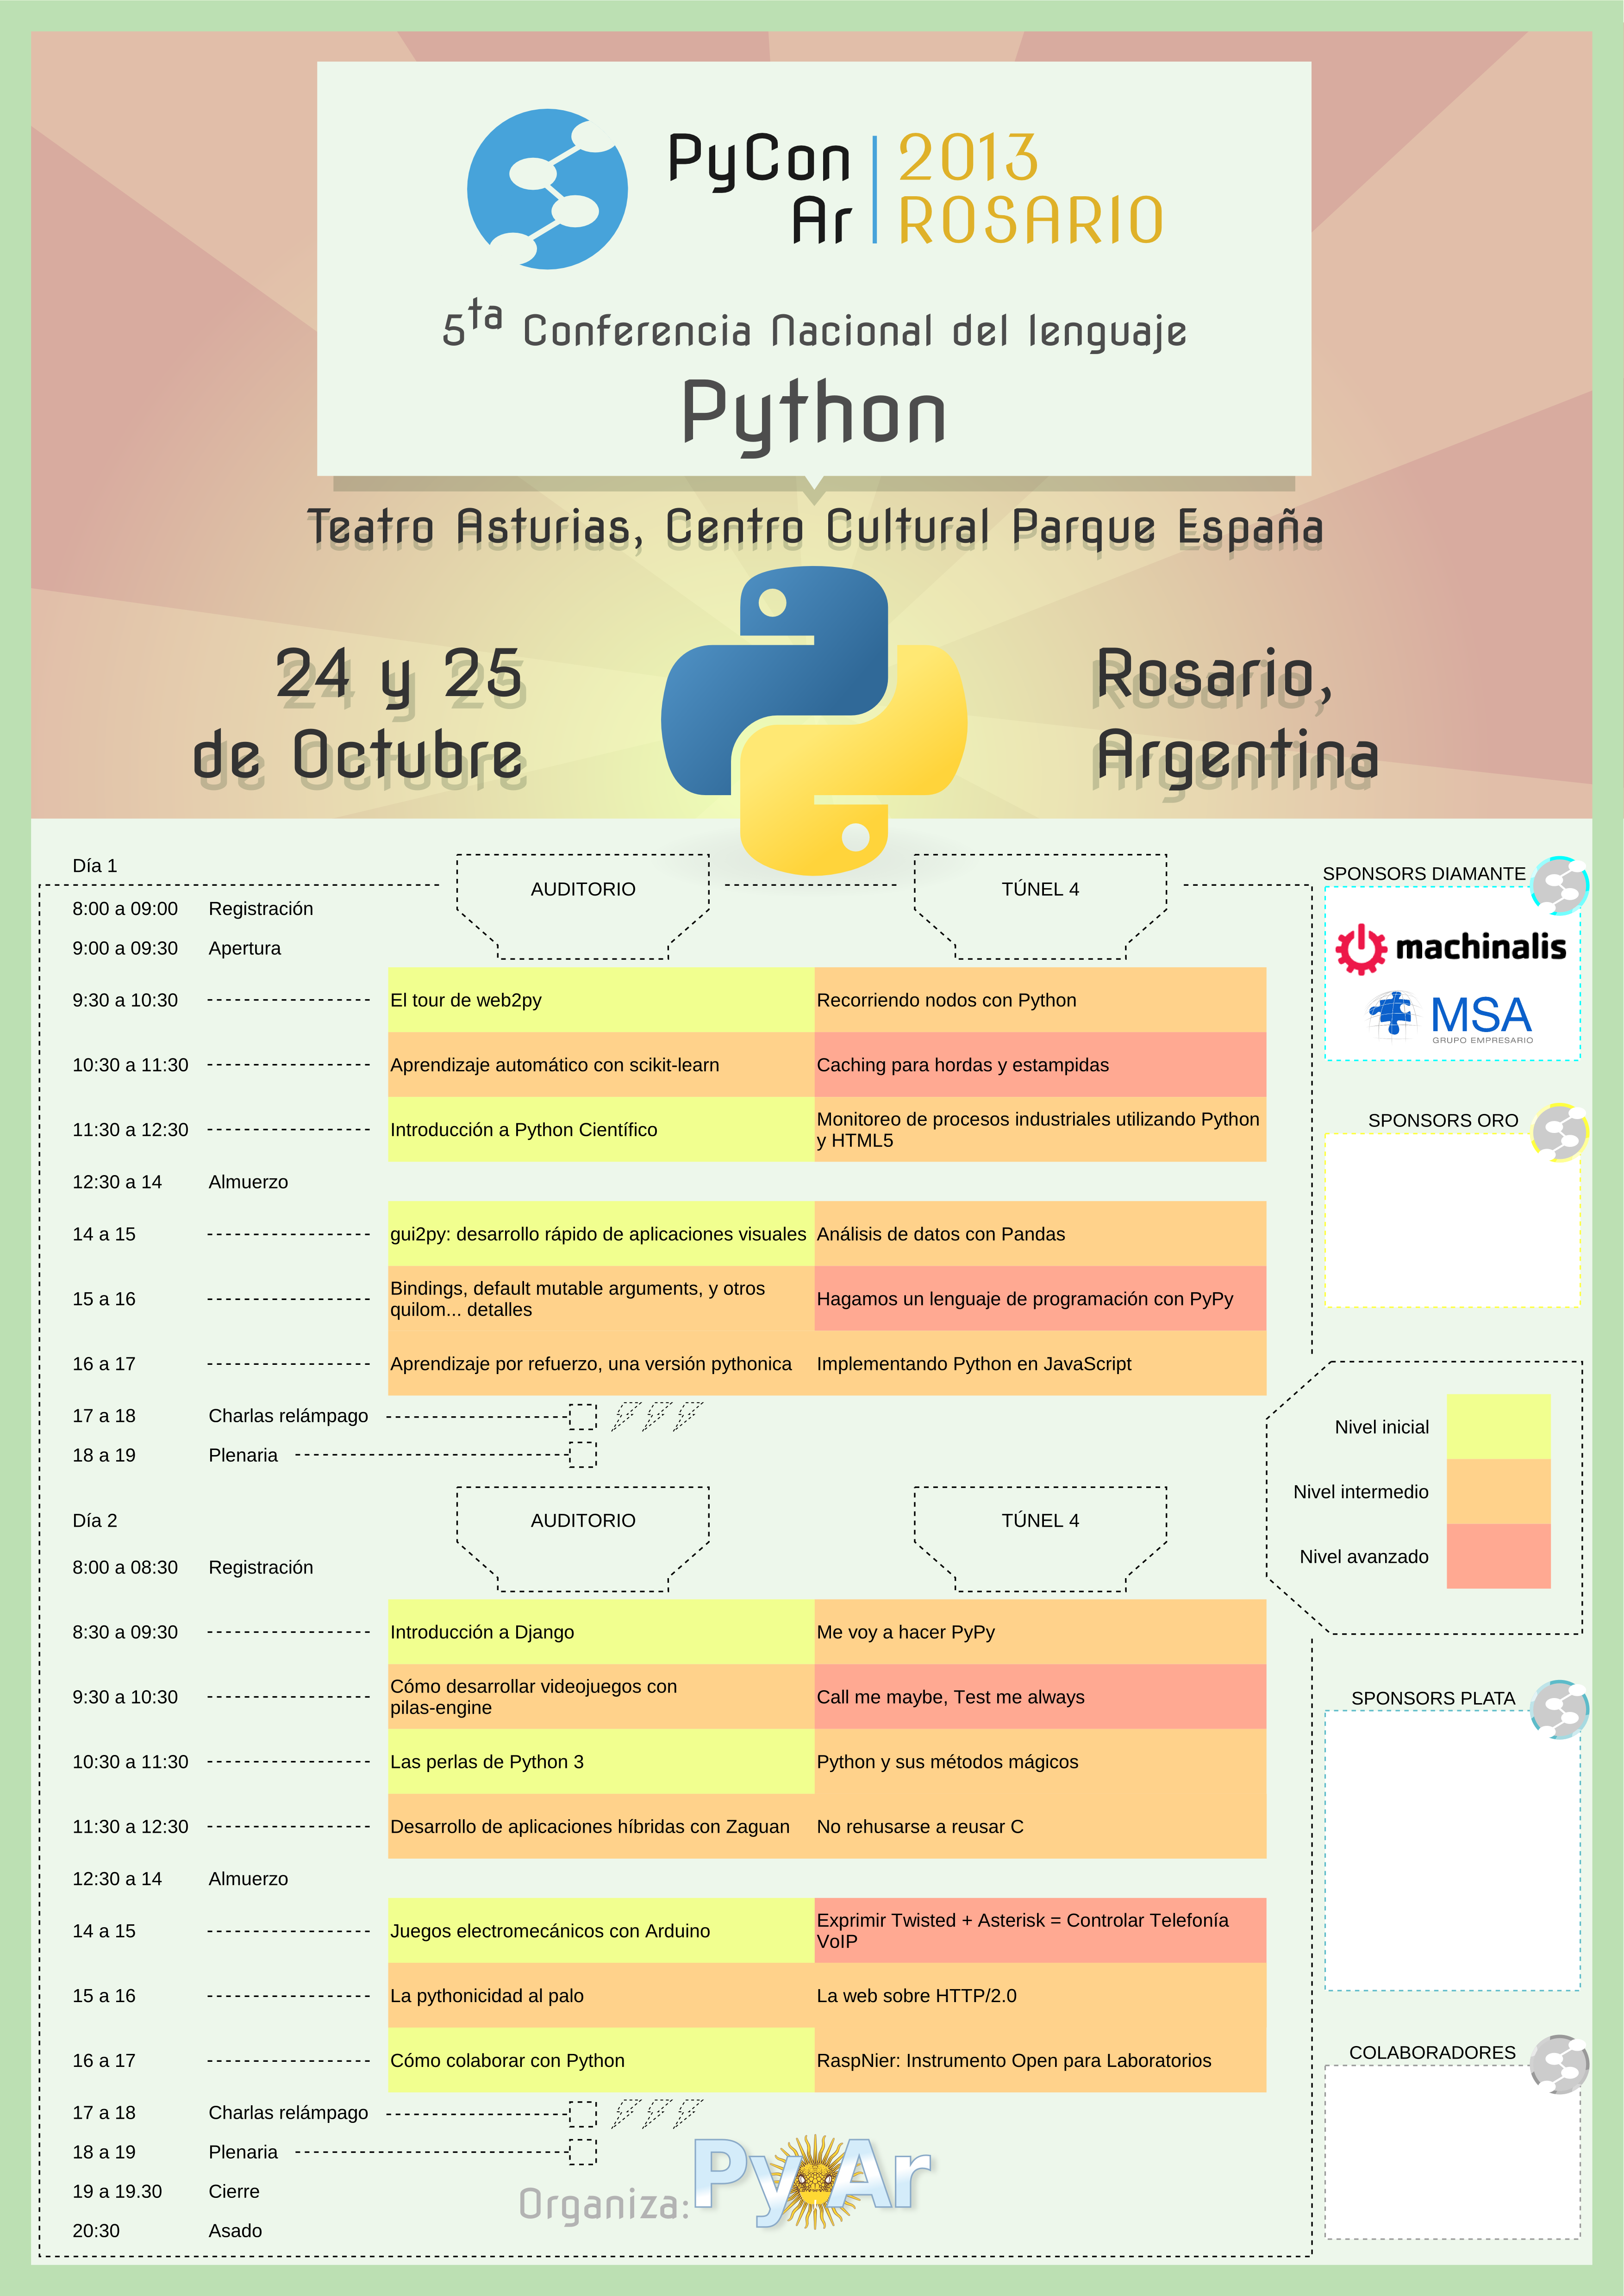 PyCon Ar
2013 ROSARIO
5ta Conferencia Nacional del lenguaje
Python
Teatro Asturias, Centro Cultural Parque España
24 y 25
de Octubre
Rosario,
Argentina
Día 1
AUDITORIO
TÚNEL 4
8:00 a 09:00 Registración
9:00 a 09:30 Apertura
9:30 a 10:30 El tour de web2py Recorriendo nodos con Python
10:30 a 11:30 Aprendizaje automático con scikit-learn Caching para hordas y estampidas
11:30 a 12:30 Introducción a Python Científico Monitoreo de procesos industriales utilizando Python
y HTML5
12:30 a 14 Almuerzo
14 a 15 gui2py: desarrollo rápido de aplicaciones visuales Análisis de datos con Pandas
15 a 16 Bindings, default mutable arguments, y otros
quilom... detalles
Hagamos un lenguaje de programación con PyPy
16 a 17 Aprendizaje por refuerzo, una versión pythonica Implementando Python en JavaScript
17 a 18 Charlas relámpago
18 a 19 Plenaria
Día 2
AUDITORIO
TÚNEL 4
8:00 a 08:30 Registración
8:30 a 09:30 Introducción a Django Me voy a hacer PyPy
9:30 a 10:30 Cómo desarrollar videojuegos con
pilas-engine
Call me maybe, Test me always
10:30 a 11:30 Las perlas de Python 3 Python y sus métodos mágicos
11:30 a 12:30 Desarrollo de aplicaciones híbridas con Zaguan No rehusarse a reusar C
12:30 a 14 Almuerzo
14 a 15 Juegos electromecánicos con Arduino Exprimir Twisted + Asterisk = Controlar Telefonía
VoIP
15 a 16 La pythonicidad al palo La web sobre HTTP/2.0
16 a 17 Cómo colaborar con Python RaspNier: Instrumento Open para Laboratorios
17 a 18 Charlas relámpago
18 a 19 Plenaria
19 a 19.30 Cierre
20:30 Asado
Organiza: PyAr
SPONSORS DIAMANTE
machinalis
MSA
GRUPO EMPRESARIO
SPONSORS ORO
Nivel inicial
Nivel intermedio
Nivel avanzado
SPONSORS PLATA
COLABORADORES